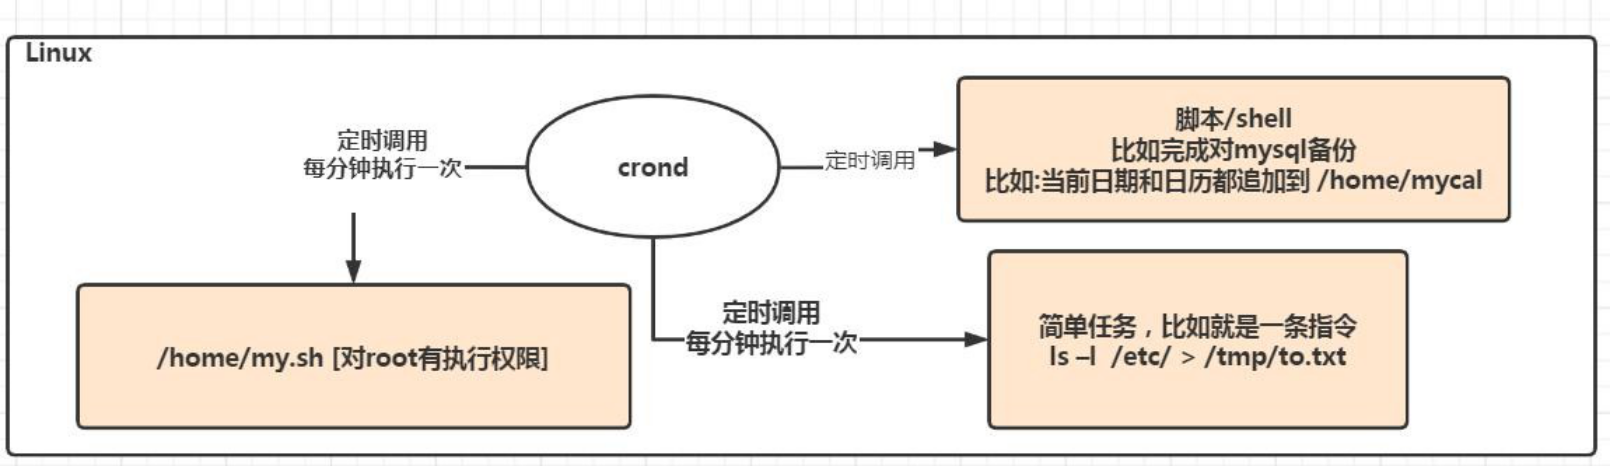 Linux
定时调用
每分钟执行一次
crond
定时调用
脚本/shell
比如完成对mysql备份
比如:当前日期和日历都追加到 /home/mycal
/home/my.sh [对root有执行权限]
定时调用
每分钟执行一次
简单任务，比如就是一条指令
ls –l /etc/ > /tmp/to.txt